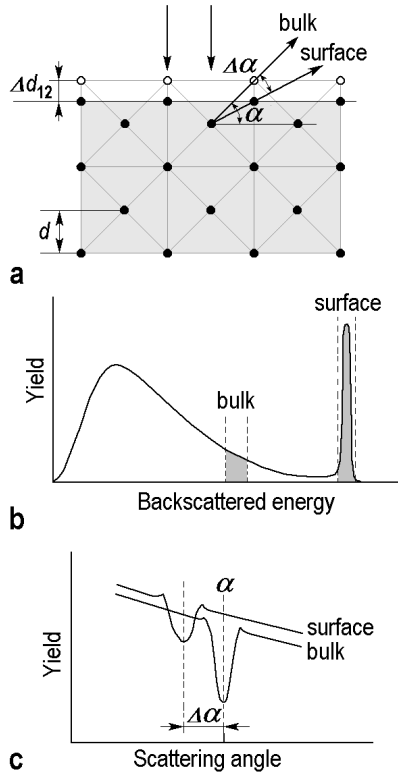 bulk
surface
Δα
Δd12
α
d
a
surface
bulk
Yield
Backscattered energy
b
α
surface
bulk
Yield
Δα
c
Scattering angle